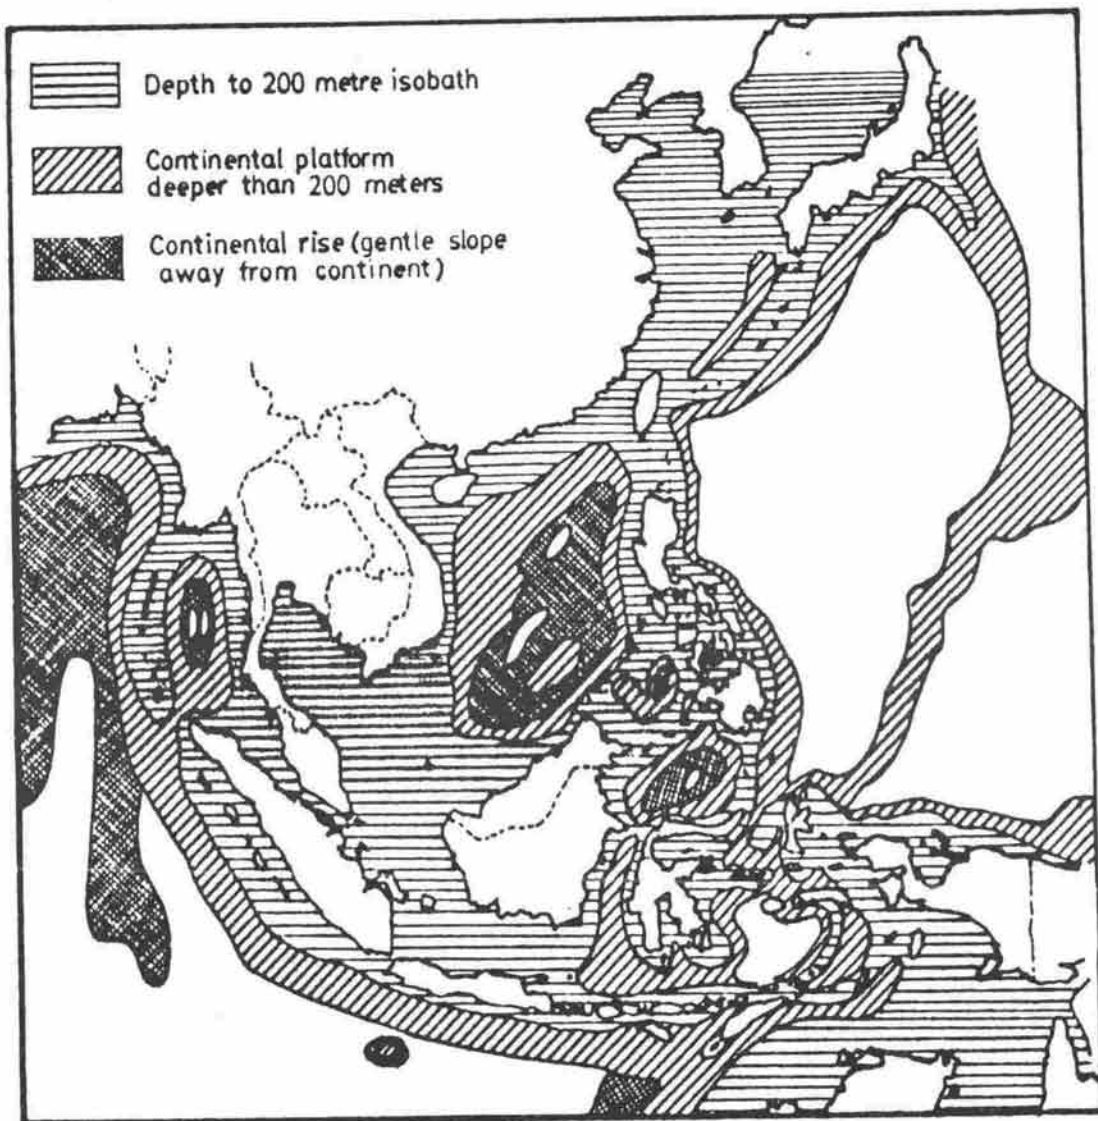 Depth to 200 metre isobath
Continental platform
deeper than 200 meters
Continental rise (gentle slope
away from continent)